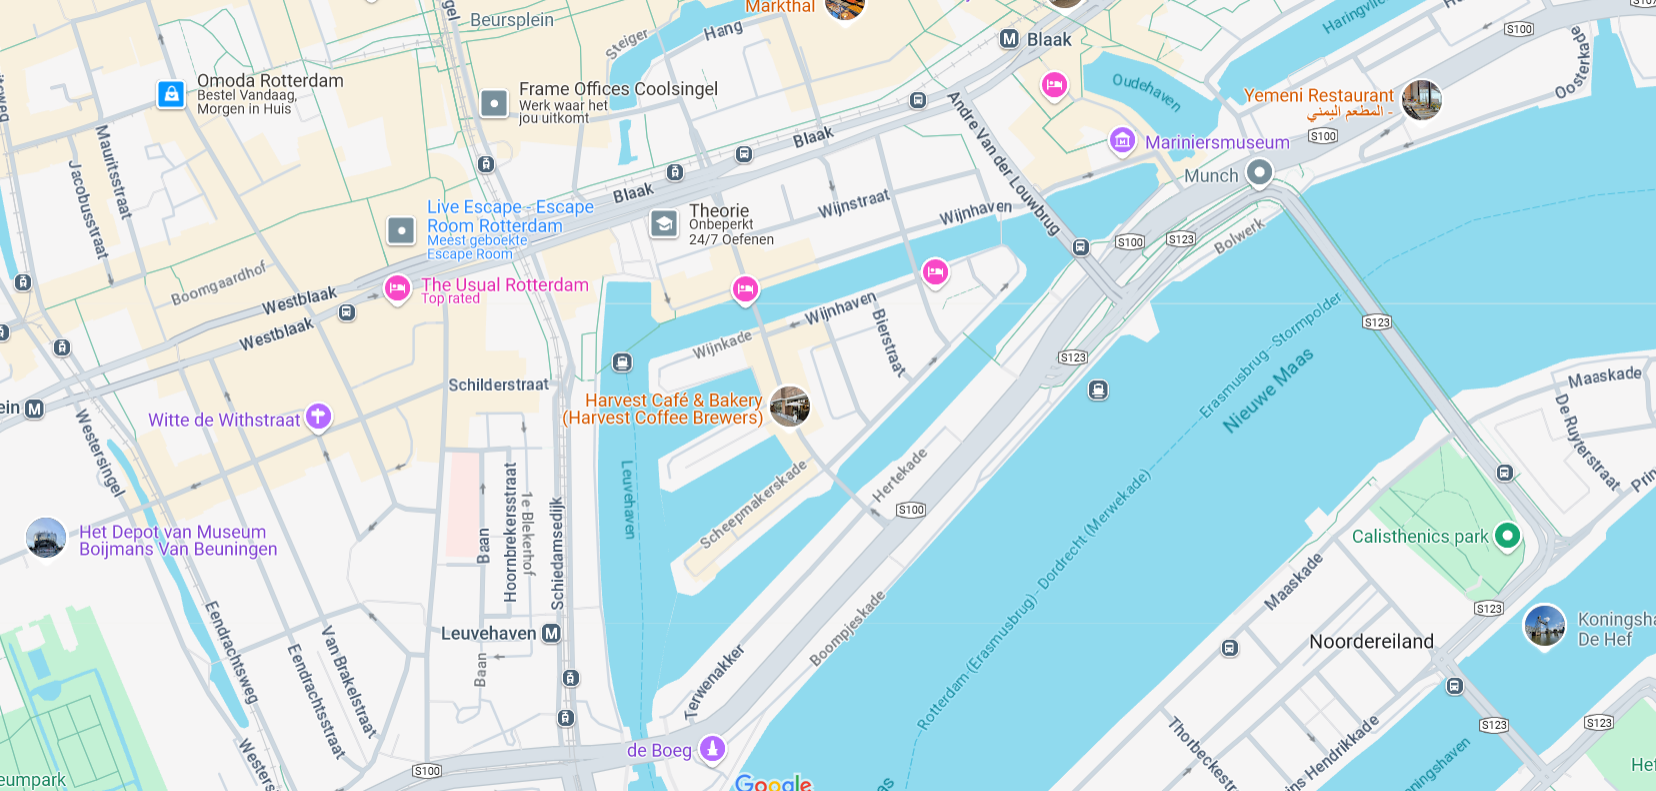 Beursplein
Steiger
Hang
Markthal
Blaak
Haringvlie
S100
Oosterkade
Oudehaven
Omoda Rotterdam
Bestel Vandaag,
Morgen in Huis
Frame Offices Coolsingel
Werk waar het
jou uitkomt
Yemeni Restaurant
المطعم اليمني -
S100
Mauritsstraat
Jacobusstraat
Blaak
Andre Van der Louwbrug
Mariniersmuseum
Munch
Blaak
Live Escape - Escape
Room Rotterdam
Meest geboekte
Escape Room
Theorie
Onbeperkt
24/7 Oefenen
Wijnstraat
Wijnhaven
S100
S123
Bolwerk
Boomgaardhof
The Usual Rotterdam
Top rated
Westblaak
Westblaak
Wijnhaven
Wijnkade
Bierstraat
S123
S123
Erasmusbrug - Stormpolder
Nieuwe Maas
Maaskade
De Ruyterstraat
Prin
Schilderstraat
ein
Witte de Withstraat
Westersingel
Harvest Café & Bakery
(Harvest Coffee Brewers)
Leuvehaven
Scheepmakerskade
Hertekade
S100
Het Depot van Museum
Boijmans Van Beuningen
Baan
Hoornbrekersstraat
1e Blekerhof
Schiedamsedijk
Rotterdam (Erasmusbrug) - Dordrecht (Merwekade)
Calisthenics park
Maaskade
S123
Koningsha
De Hef
Noordereiland
Leuvehaven
Baan
Boompjeskade
Terwenakker
Eendrachtsweg
Eendrachtsstraat
Van Brakelstraat
Westers
S100
de Boeg
Google
Thorbeckestr
ns Hendrikkade
S123
S123
ningshaven
Hef
eumpark